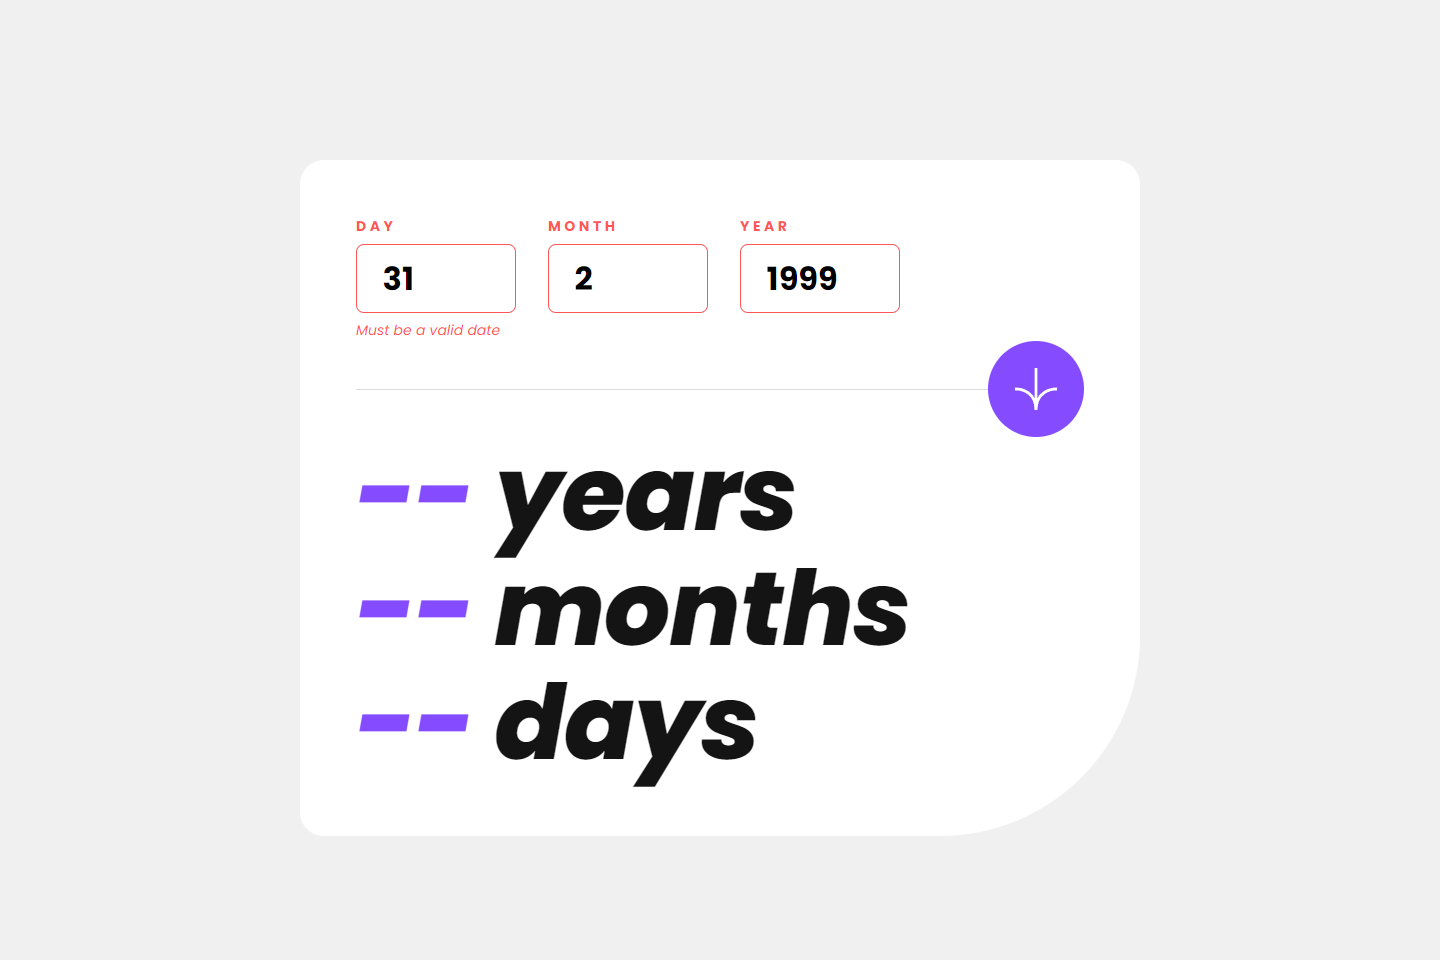 DAY MONTH YEAR
31 2 1999
Must be a valid date
-- years
-- months
-- days